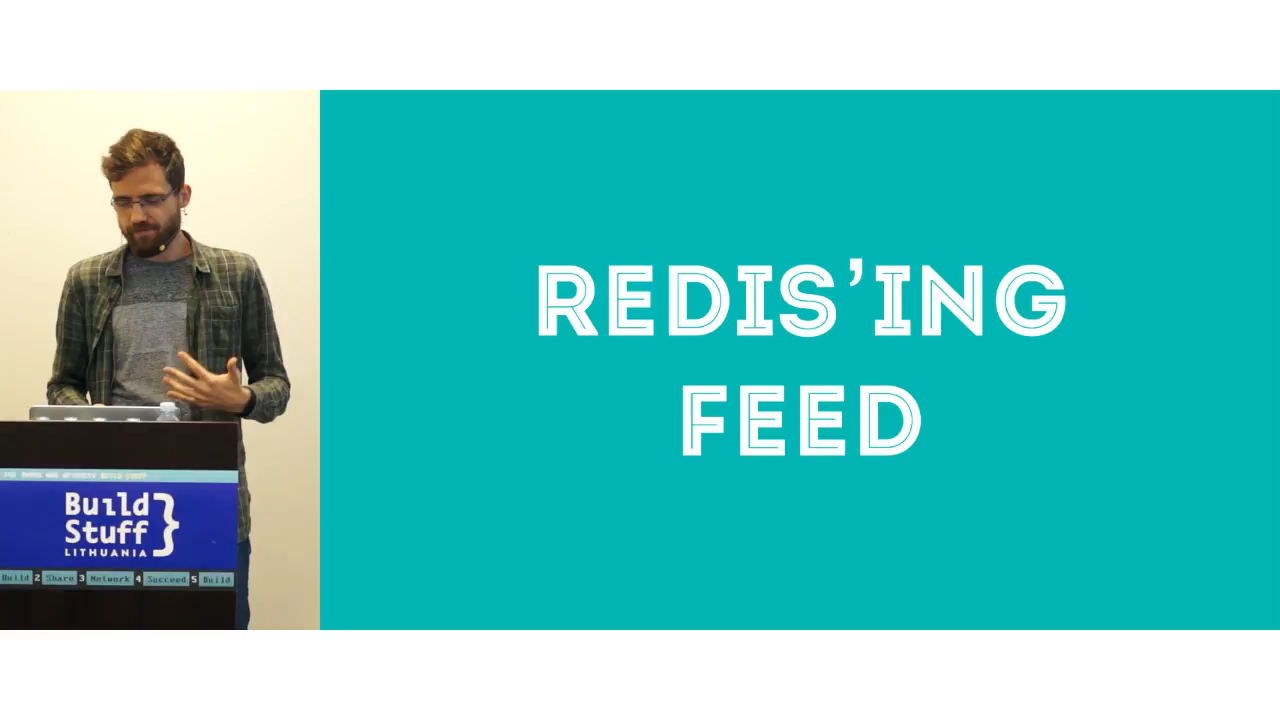 REDIS’ING
FEED
Build
Stuff }
LITHUANIA
Build 2 Share 3 Network 4 Succeed 5 Build